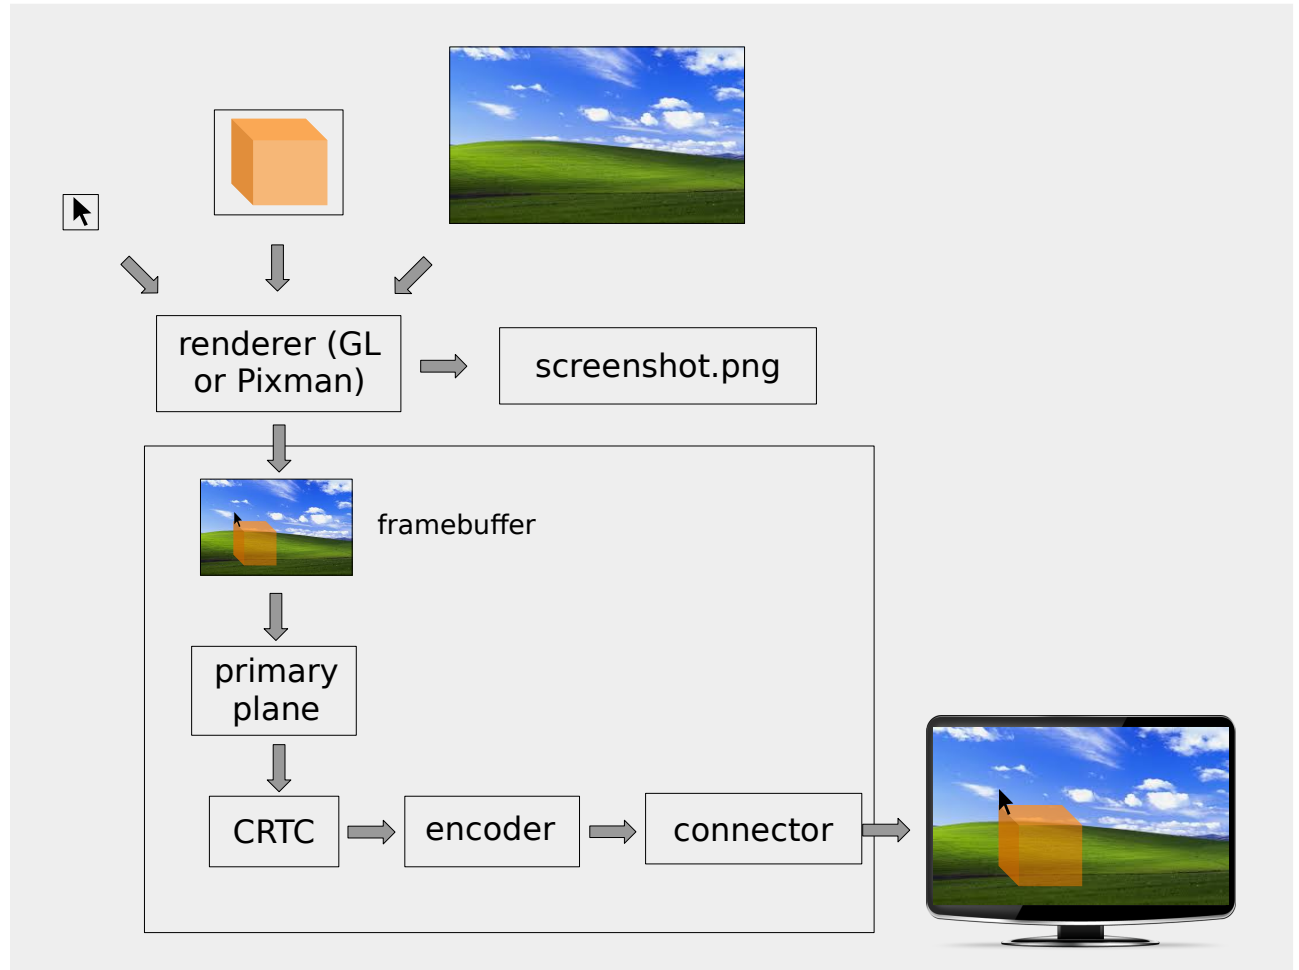 renderer (GL
or Pixman)
screenshot.png
framebuffer
primary
plane
CRTC
encoder
connector